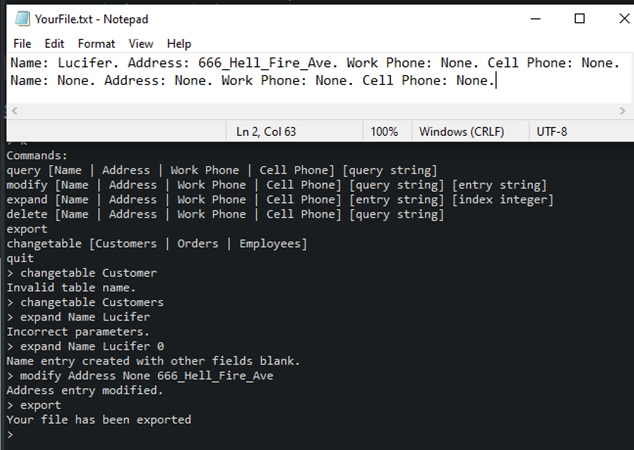 YourFile.txt - Notepad
File Edit Format View Help
Name: Lucifer. Address: 666_Hell_Fire_Ave. Work Phone: None. Cell Phone: None.
Name: None. Address: None. Work Phone: None. Cell Phone: None.
Ln 2, Col 63 100% Windows (CRLF) UTF-8
Commands:
query [Name | Address | Work Phone | Cell Phone] [query string]
modify [Name | Address | Work Phone | Cell Phone] [query string] [entry string]
expand [Name | Address | Work Phone | Cell Phone] [entry string] [index integer]
delete [Name | Address | Work Phone | Cell Phone] [query string]
export
changetable [Customers | Orders | Employees]
quit
> changetable Customer
Invalid table name.
> changetable Customers
> expand Name Lucifer
Incorrect parameters.
> expand Name Lucifer 0
Name entry created with other fields blank.
> modify Address None 666_Hell_Fire_Ave
Address entry modified.
> export
Your file has been exported
>